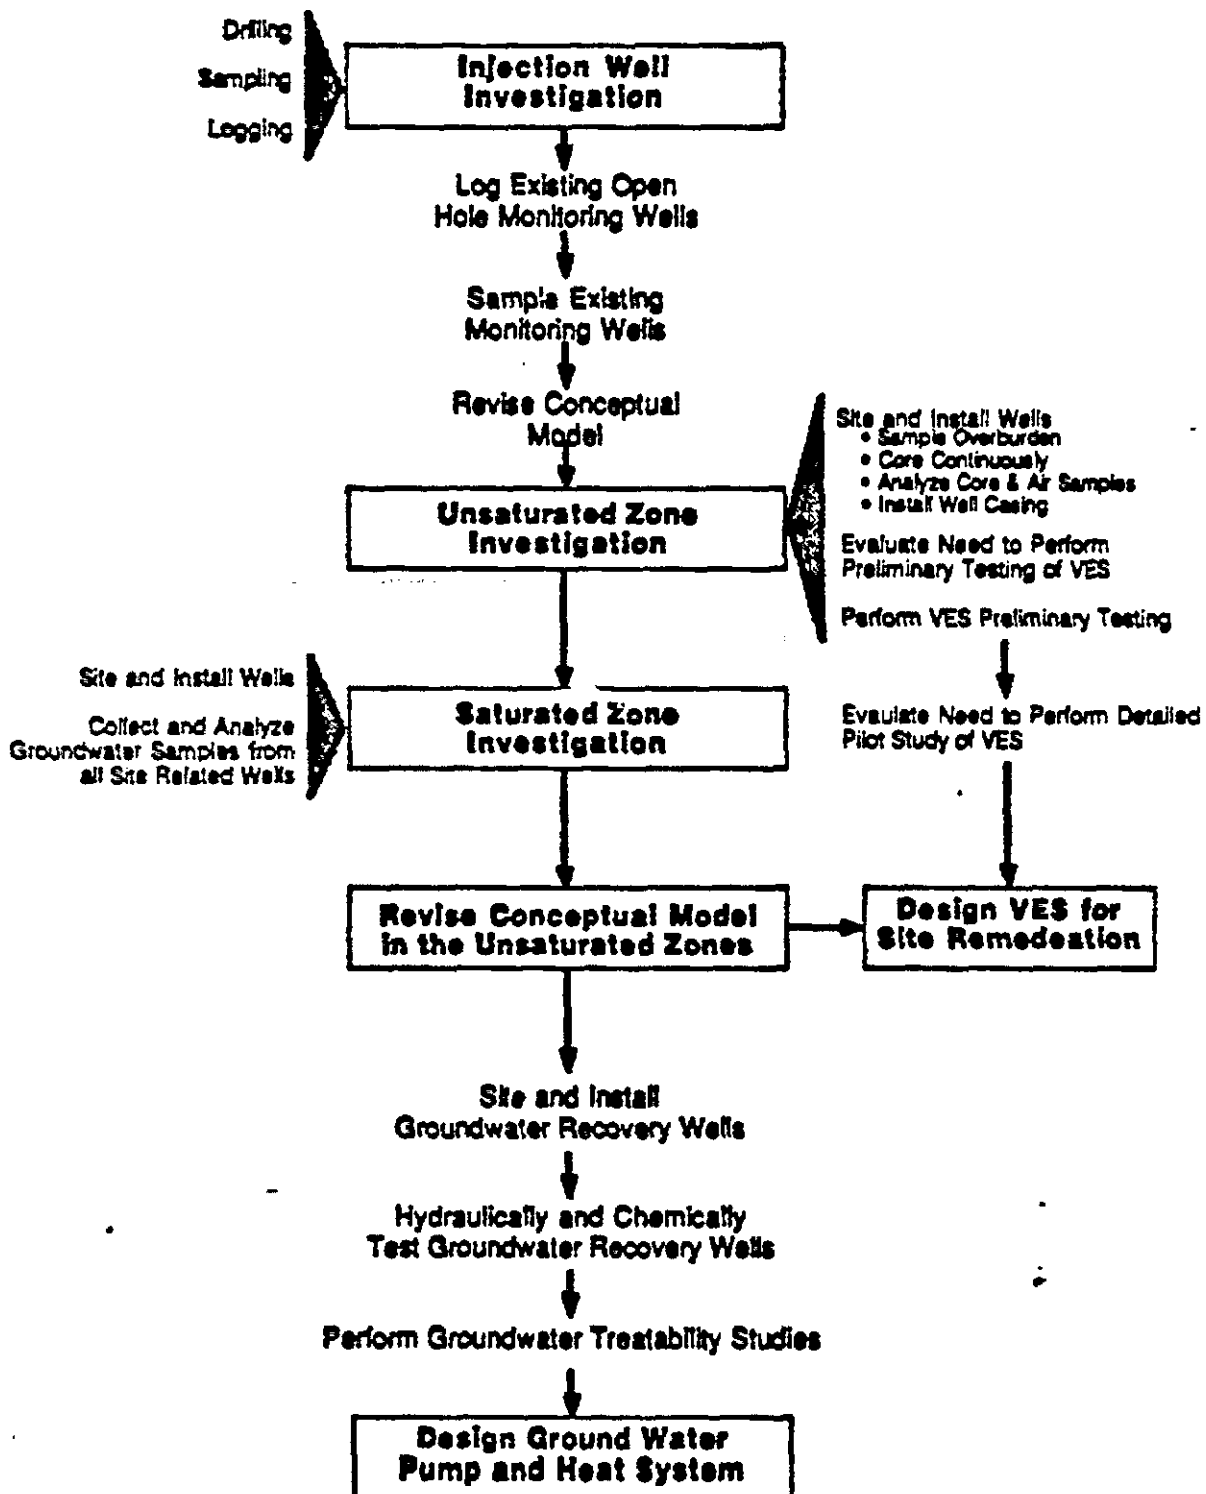 Drilling
Sampling
Logging
Injection Well
Investigation
Log Existing Open
Hole Monitoring Wells
Sample Existing
Monitoring Wells
Revise Conceptual
Model
Site and Install Wells
• Sample Overburden
• Core Continuously
• Analyze Core & Air Samples
• Install Well Casing
Evaluate Need to Perform
Preliminary Testing of VES
Perform VES Preliminary Testing
Unsaturated Zone
Investigation
Site and Install Wells
Collect and Analyze
Groundwater Samples from
all Site Related Wells
Saturated Zone
Investigation
Evaulate Need to Perform Detailed
Pilot Study of VES
Revise Conceptual Model
in the Unsaturated Zones
Design VES for
Site Remedeation
Site and Install
Groundwater Recovery Wells
Hydraulically and Chemically
Test Groundwater Recovery Wells
Perform Groundwater Treatability Studies
Design Ground Water
Pump and Heat System